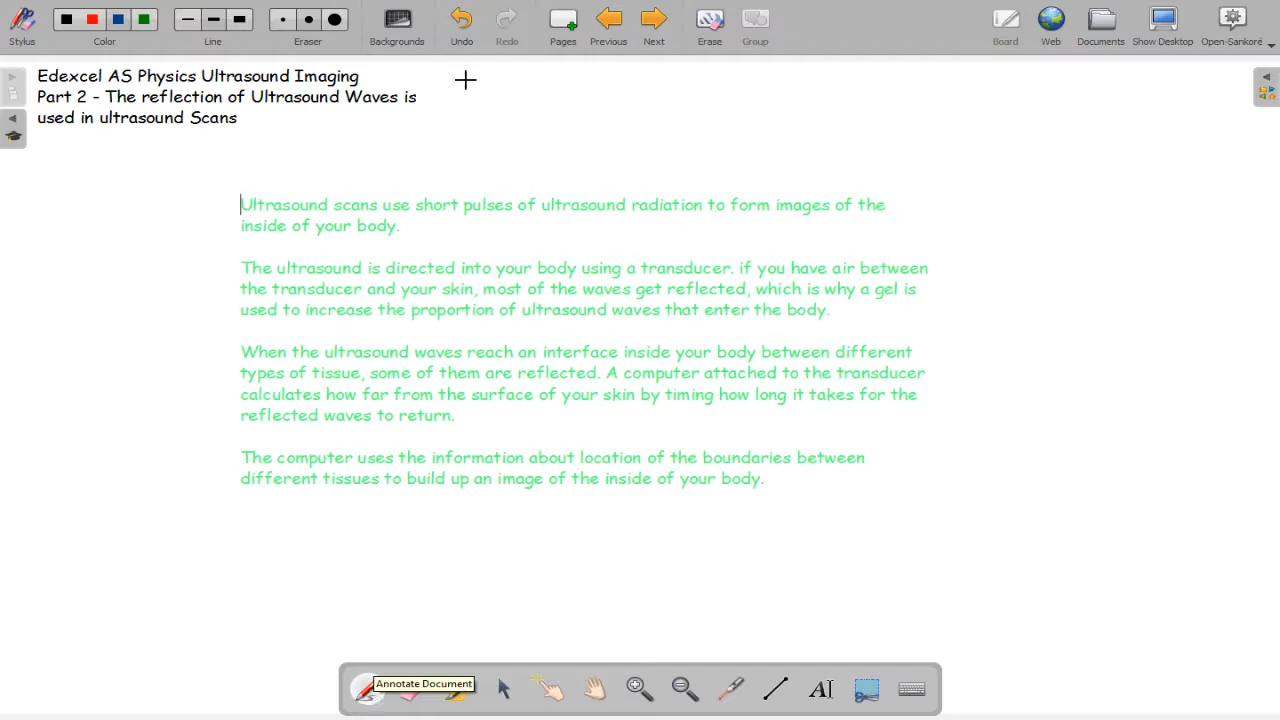 Stylus
Color
Line
Eraser
Backgrounds
Undo
Redo
Pages
Previous
Next
Erase
Group
Board
Web
Documents
Show Desktop
Open-Sankoré
Edexcel AS Physics Ultrasound Imaging
Part 2 - The reflection of Ultrasound Waves is
used in ultrasound Scans
Ultrasound scans use short pulses of ultrasound radiation to form images of the
inside of your body.
The ultrasound is directed into your body using a transducer. if you have air between
the transducer and your skin, most of the waves get reflected, which is why a gel is
used to increase the proportion of ultrasound waves that enter the body.
When the ultrasound waves reach an interface inside your body between different
types of tissue, some of them are reflected. A computer attached to the transducer
calculates how far from the surface of your skin by timing how long it takes for the
reflected waves to return.
The computer uses the information about location of the boundaries between
different tissues to build up an image of the inside of your body.
Annotate Document
AI